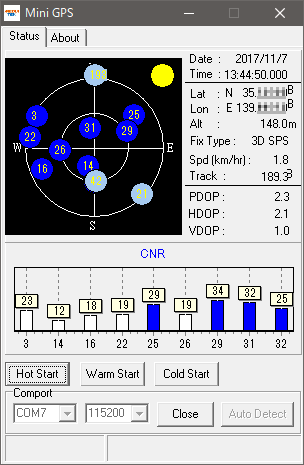 Mini GPS
Status About
Date : 2017/11/7
Time : 13:44:50.000
Lat : N 35. B
Lon : E 139. B
Alt : 148.0m
Fix Type : 3D SPS
Spd (km/hr) : 1.8
Track : 189.3
PDOP : 2.3
HDOP : 2.1
VDOP : 1.0
193
3
25
31
29
22
26
W
E
16
14
42
S
CNR
23 12 18 19 29 19 34 32 25
3 14 16 22 25 26 29 31 32
Hot Start Warm Start Cold Start
Comport
COM7 115200 Close Auto Detect